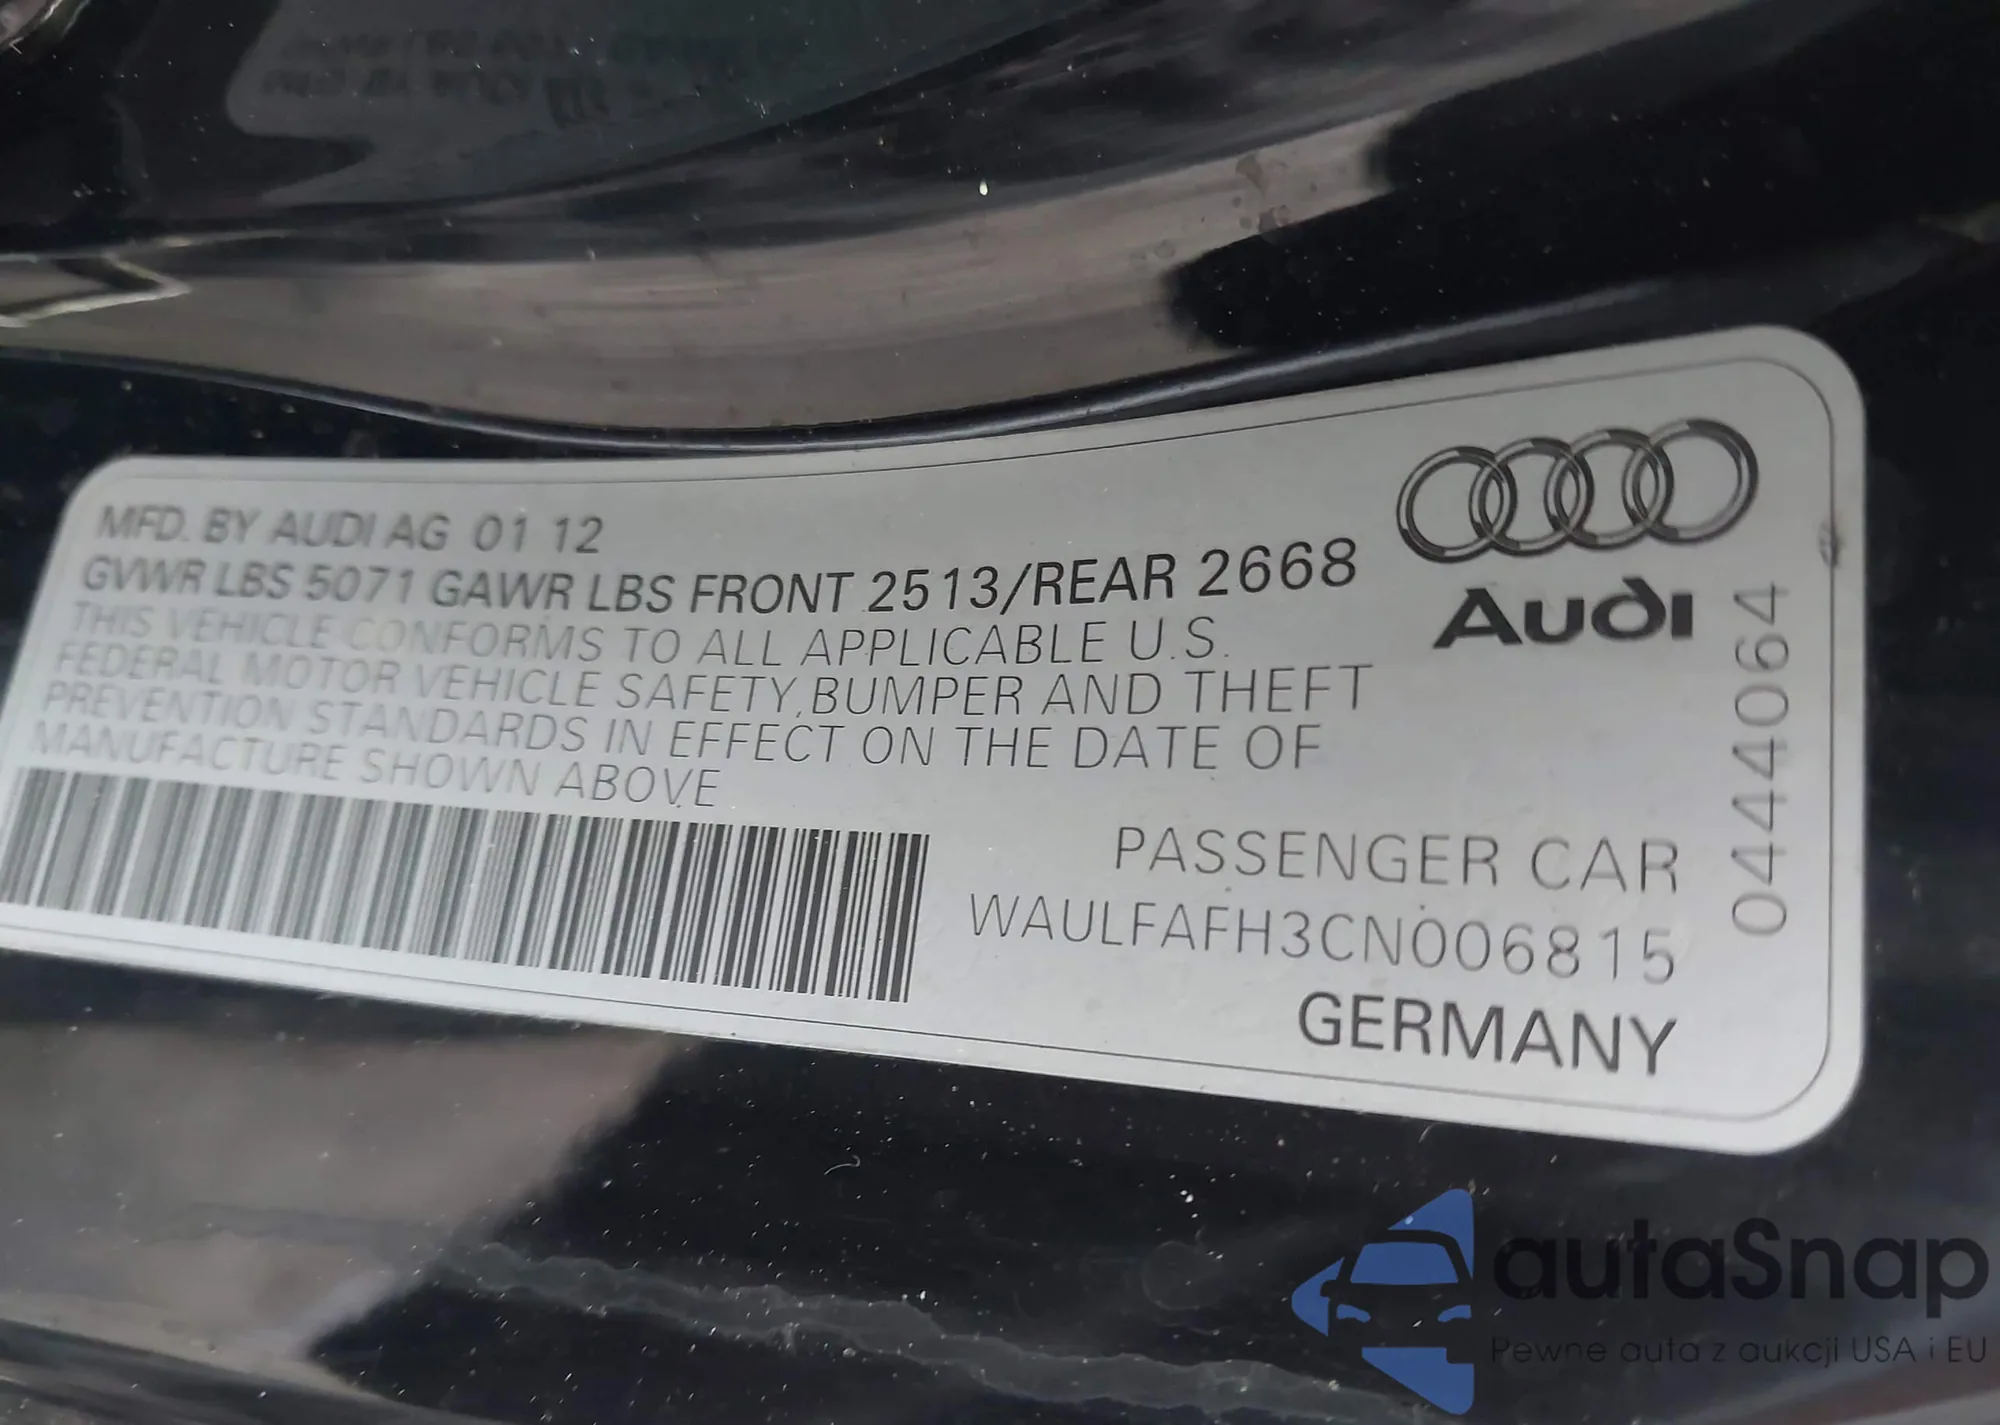 MFD. BY AUDI AG 01 12
GVWR LBS 5071 GAWR LBS FRONT 2513/REAR 2668
THIS VEHICLE CONFORMS TO ALL APPLICABLE U.S.
FEDERAL MOTOR VEHICLE SAFETY, BUMPER AND THEFT
PREVENTION STANDARDS IN EFFECT ON THE DATE OF
MANUFACTURE SHOWN ABOVE
Audi
0444064
PASSENGER CAR
WAULFAFH3CN006815
GERMANY
autaSnap
Pewne auta z aukcji USA i EU